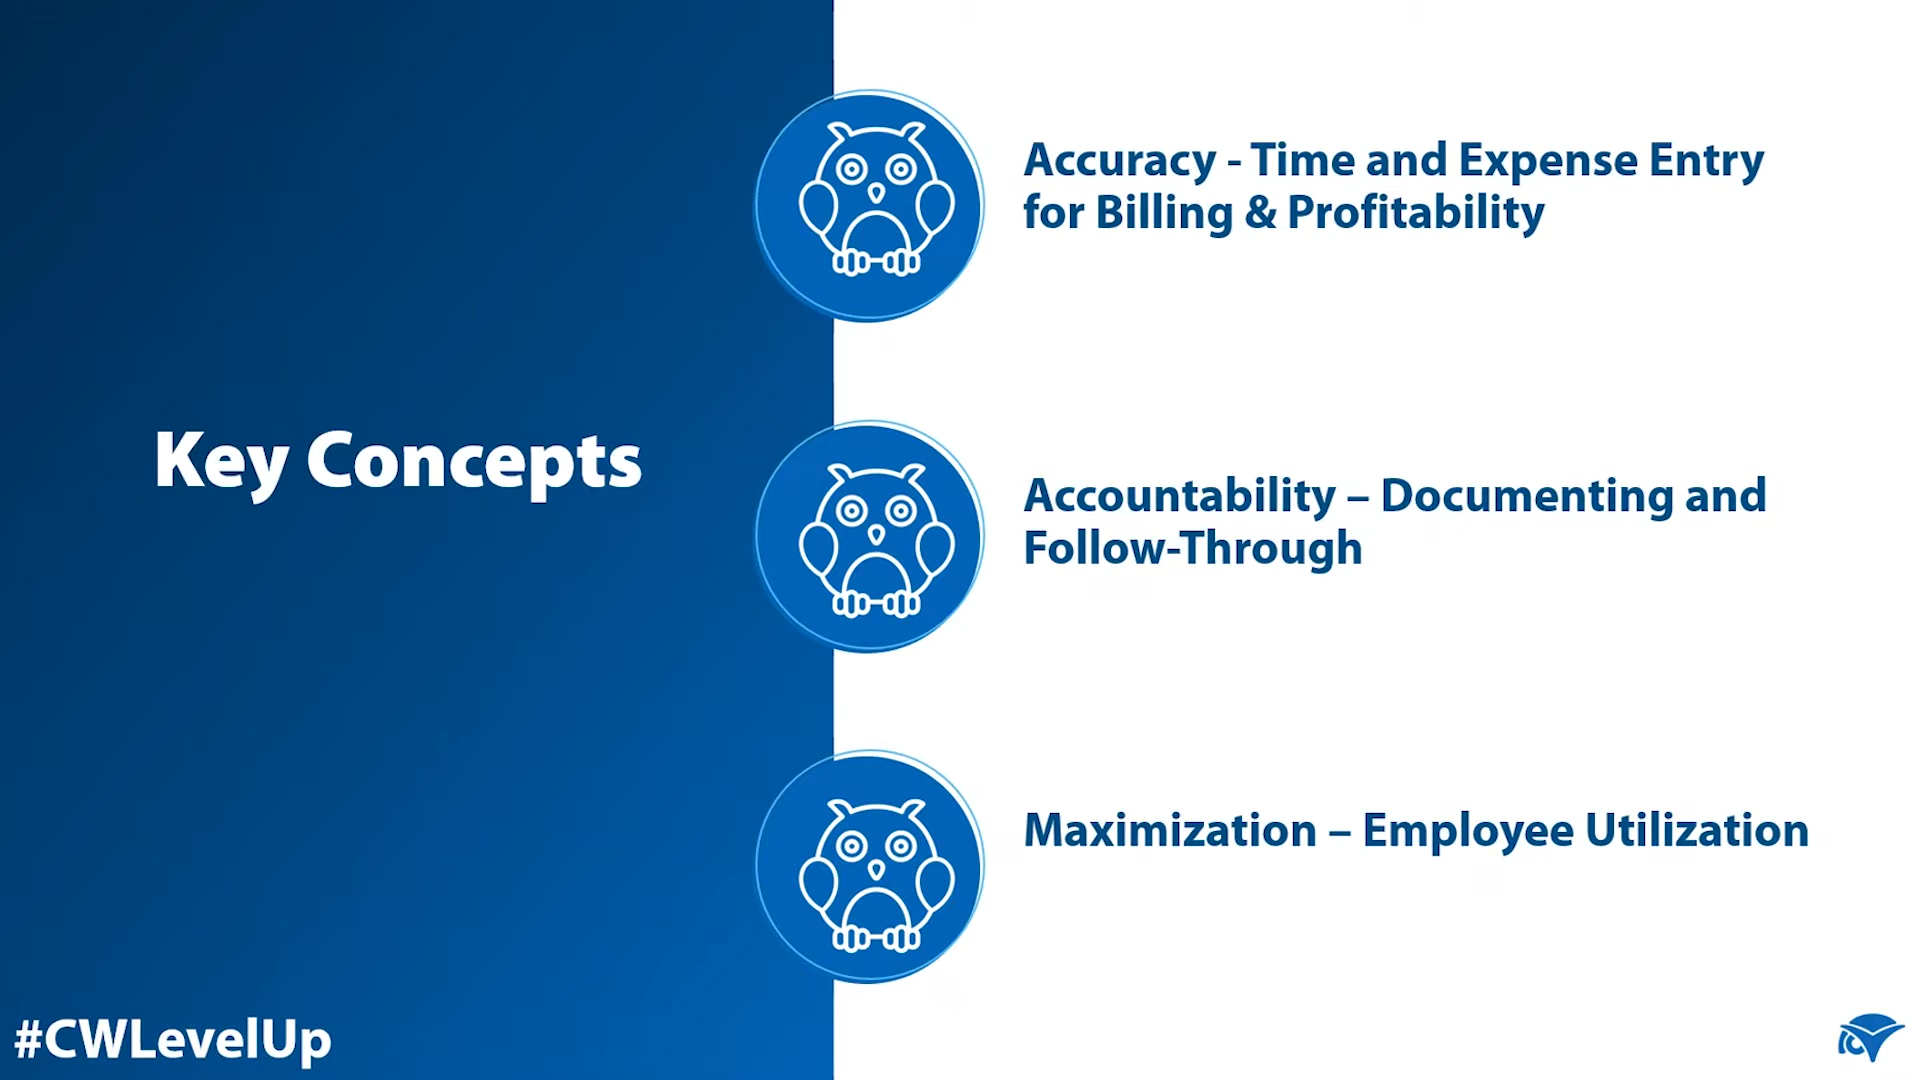 Key Concepts
Accuracy - Time and Expense Entry
for Billing & Profitability
Accountability – Documenting and
Follow-Through
Maximization – Employee Utilization
#CWLevelUp